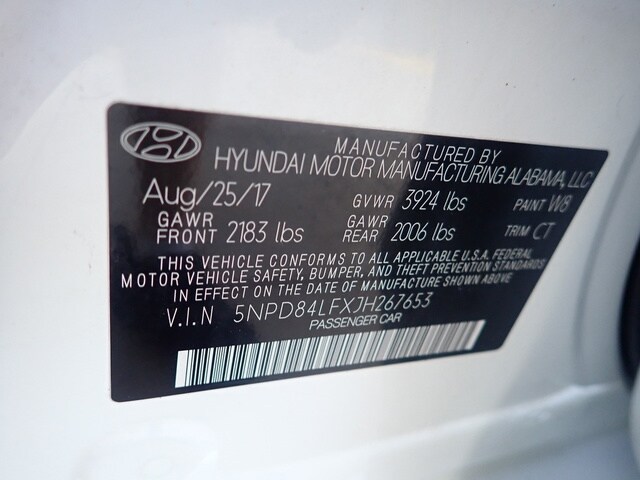 MANUFACTURED BY
HYUNDAI MOTOR MANUFACTURING ALABAMA, LLC
Aug/25/17 GVWR 3924 lbs PAINT W8
GAWR FRONT 2183 lbs GAWR REAR 2006 lbs TRIM CT
THIS VEHICLE CONFORMS TO ALL APPLICABLE U.S.A. FEDERAL
MOTOR VEHICLE SAFETY, BUMPER, AND THEFT PREVENTION STANDARDS
IN EFFECT ON THE DATE OF MANUFACTURE SHOWN ABOVE
V.I.N 5NPD84LFXJH267653
PASSENGER CAR